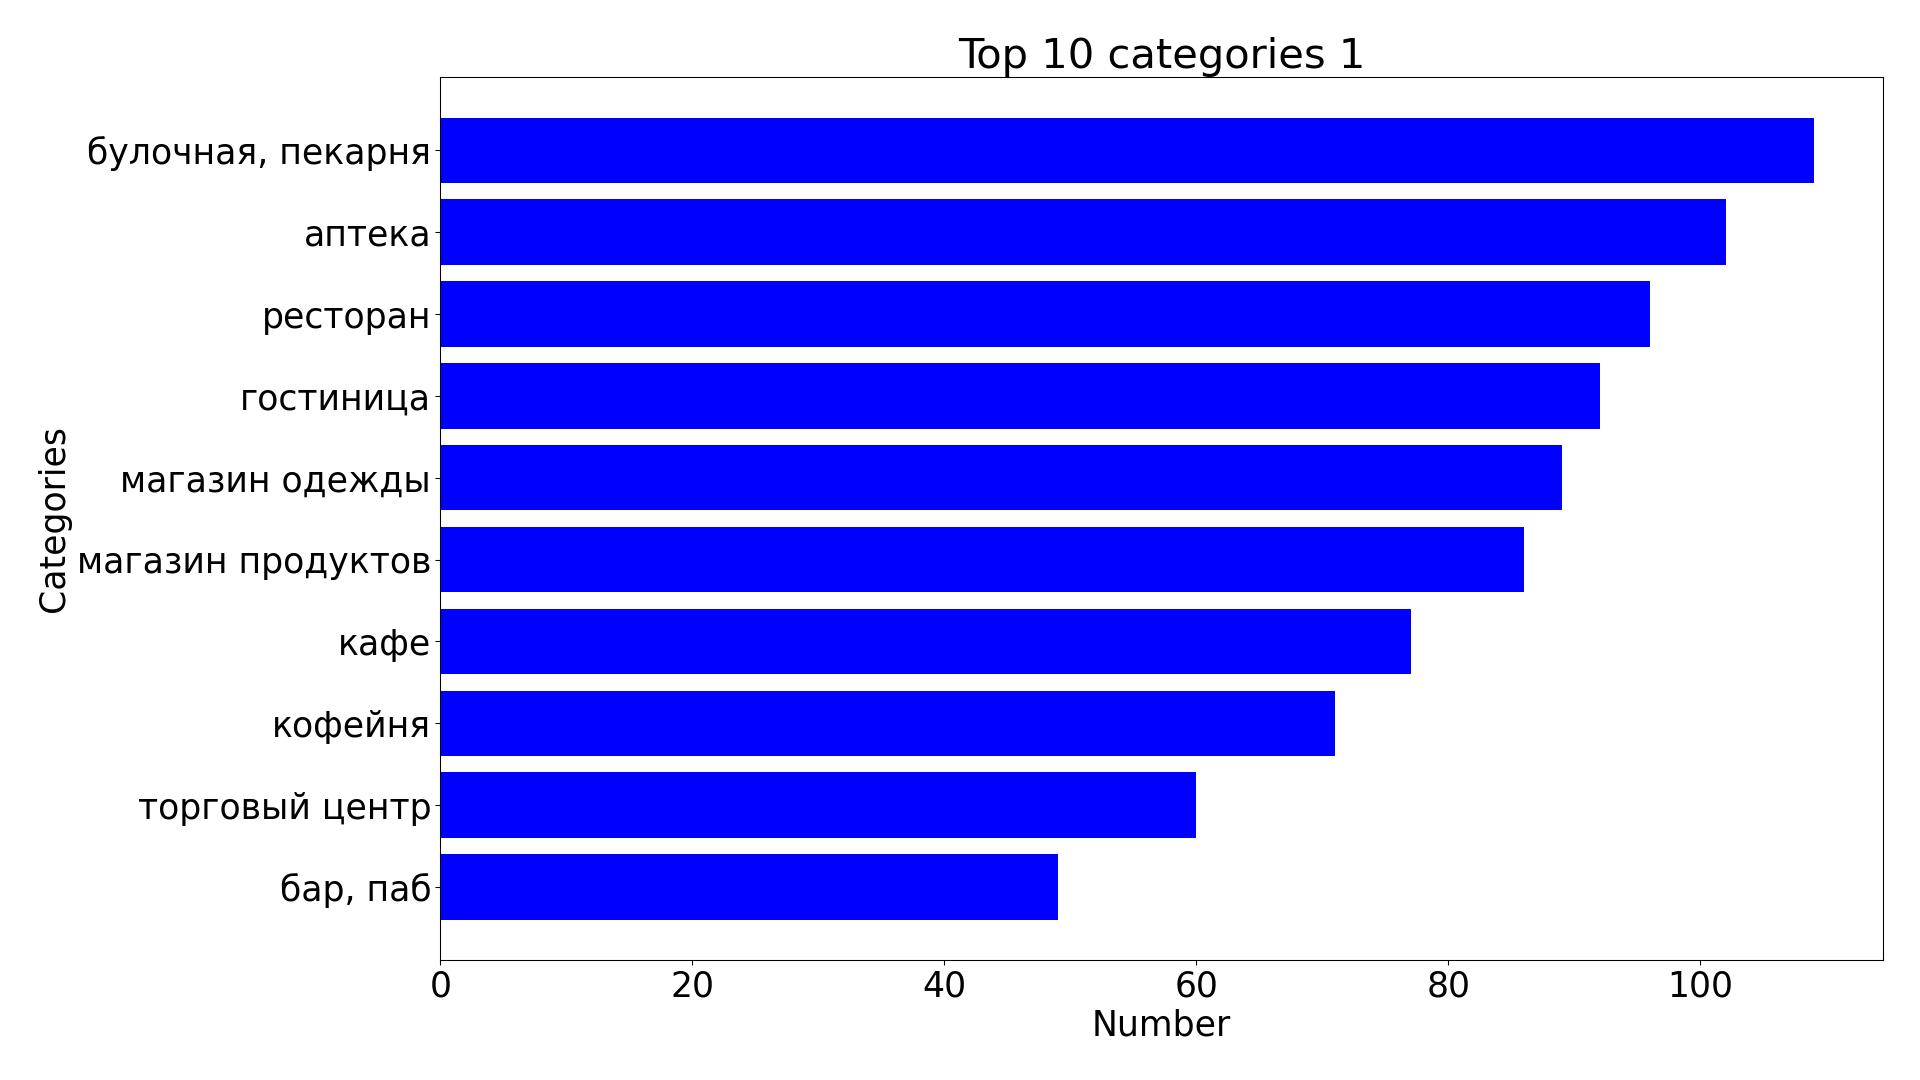 Top 10 categories 1
булочная, пекарня
аптека
ресторан
гостиница
магазин одежды
магазин продуктов
кафе
кофейня
торговый центр
бар, паб
Categories
0 20 40 60 80 100
Number